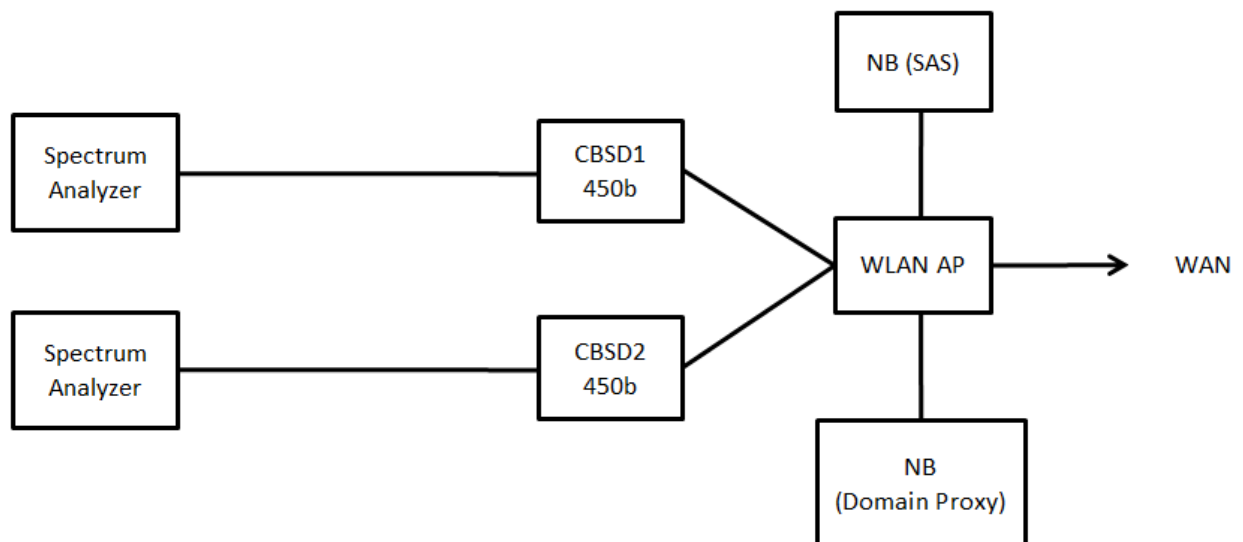 NB (SAS)
Spectrum
Analyzer
CBSD1
450b
WLAN AP
WAN
Spectrum
Analyzer
CBSD2
450b
NB
(Domain Proxy)